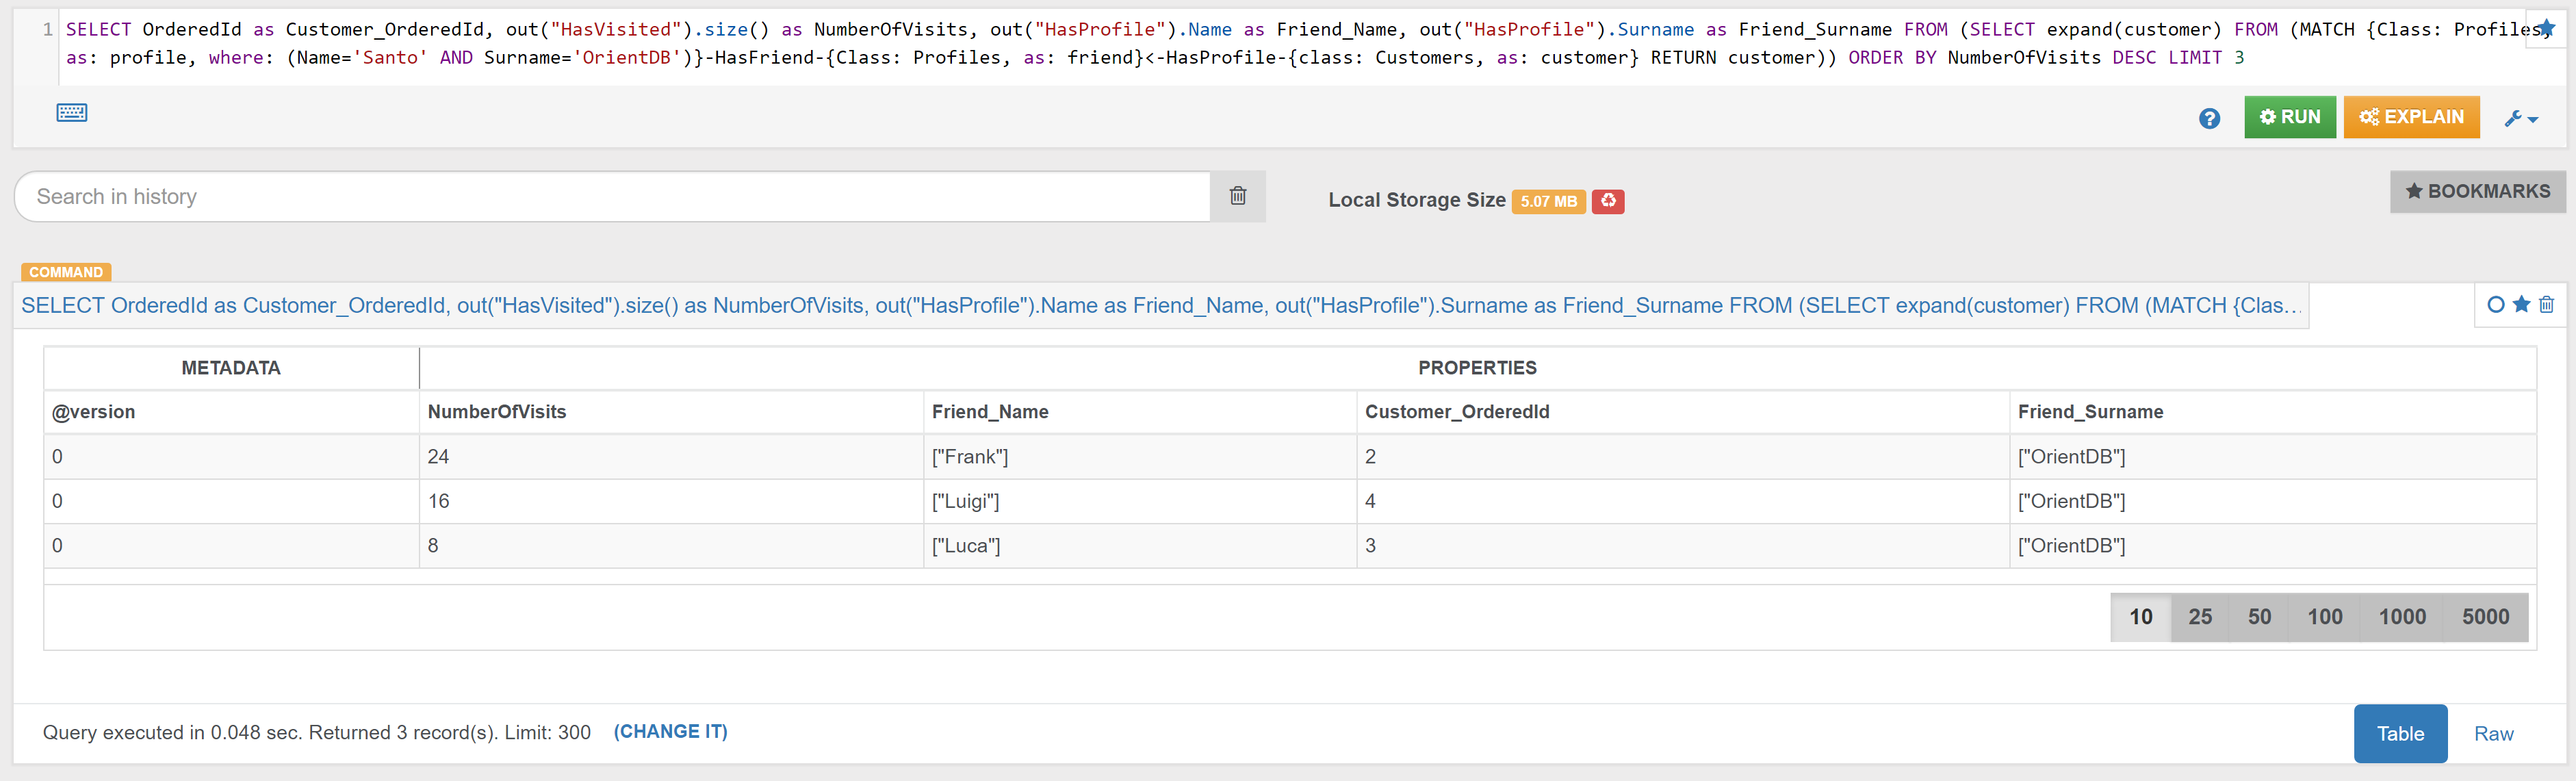 1 SELECT OrderedId as Customer_OrderedId, out("HasVisited").size() as NumberOfVisits, out("HasProfile").Name as Friend_Name, out("HasProfile").Surname as Friend_Surname FROM (SELECT expand(customer) FROM (MATCH {Class: Profiles,
as: profile, where: (Name='Santo' AND Surname='OrientDB')}-HasFriend-{Class: Profiles, as: friend}<-HasProfile-{class: Customers, as: customer} RETURN customer)) ORDER BY NumberOfVisits DESC LIMIT 3
? RUN EXPLAIN
Search in history
Local Storage Size 5.07 MB
BOOKMARKS
COMMAND
SELECT OrderedId as Customer_OrderedId, out("HasVisited").size() as NumberOfVisits, out("HasProfile").Name as Friend_Name, out("HasProfile").Surname as Friend_Surname FROM (SELECT expand(customer) FROM (MATCH {Clas...
METADATA PROPERTIES
@version NumberOfVisits Friend_Name Customer_OrderedId Friend_Surname
0 24 ["Frank"] 2 ["OrientDB"]
0 16 ["Luigi"] 4 ["OrientDB"]
0 8 ["Luca"] 3 ["OrientDB"]
10 25 50 100 1000 5000
Query executed in 0.048 sec. Returned 3 record(s). Limit: 300 (CHANGE IT)
Table Raw